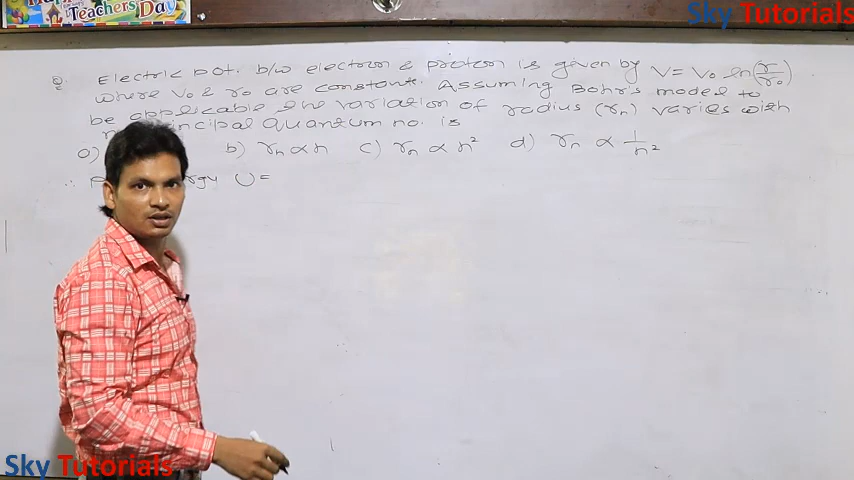 Teachers Day
Sky Tutorials
Q. Electric pot. b/w electron & proton is given by V = V₀ ln(r/r₀)
where V₀ & r₀ are constant. Assuming Bohr's model to
be applicable the variation of radius (rₙ) varies with
principal Quantum no. is
a) b) rₙ ∝ n c) rₙ ∝ n² d) rₙ ∝ 1/n²
∴ U =
Sky Tutorials